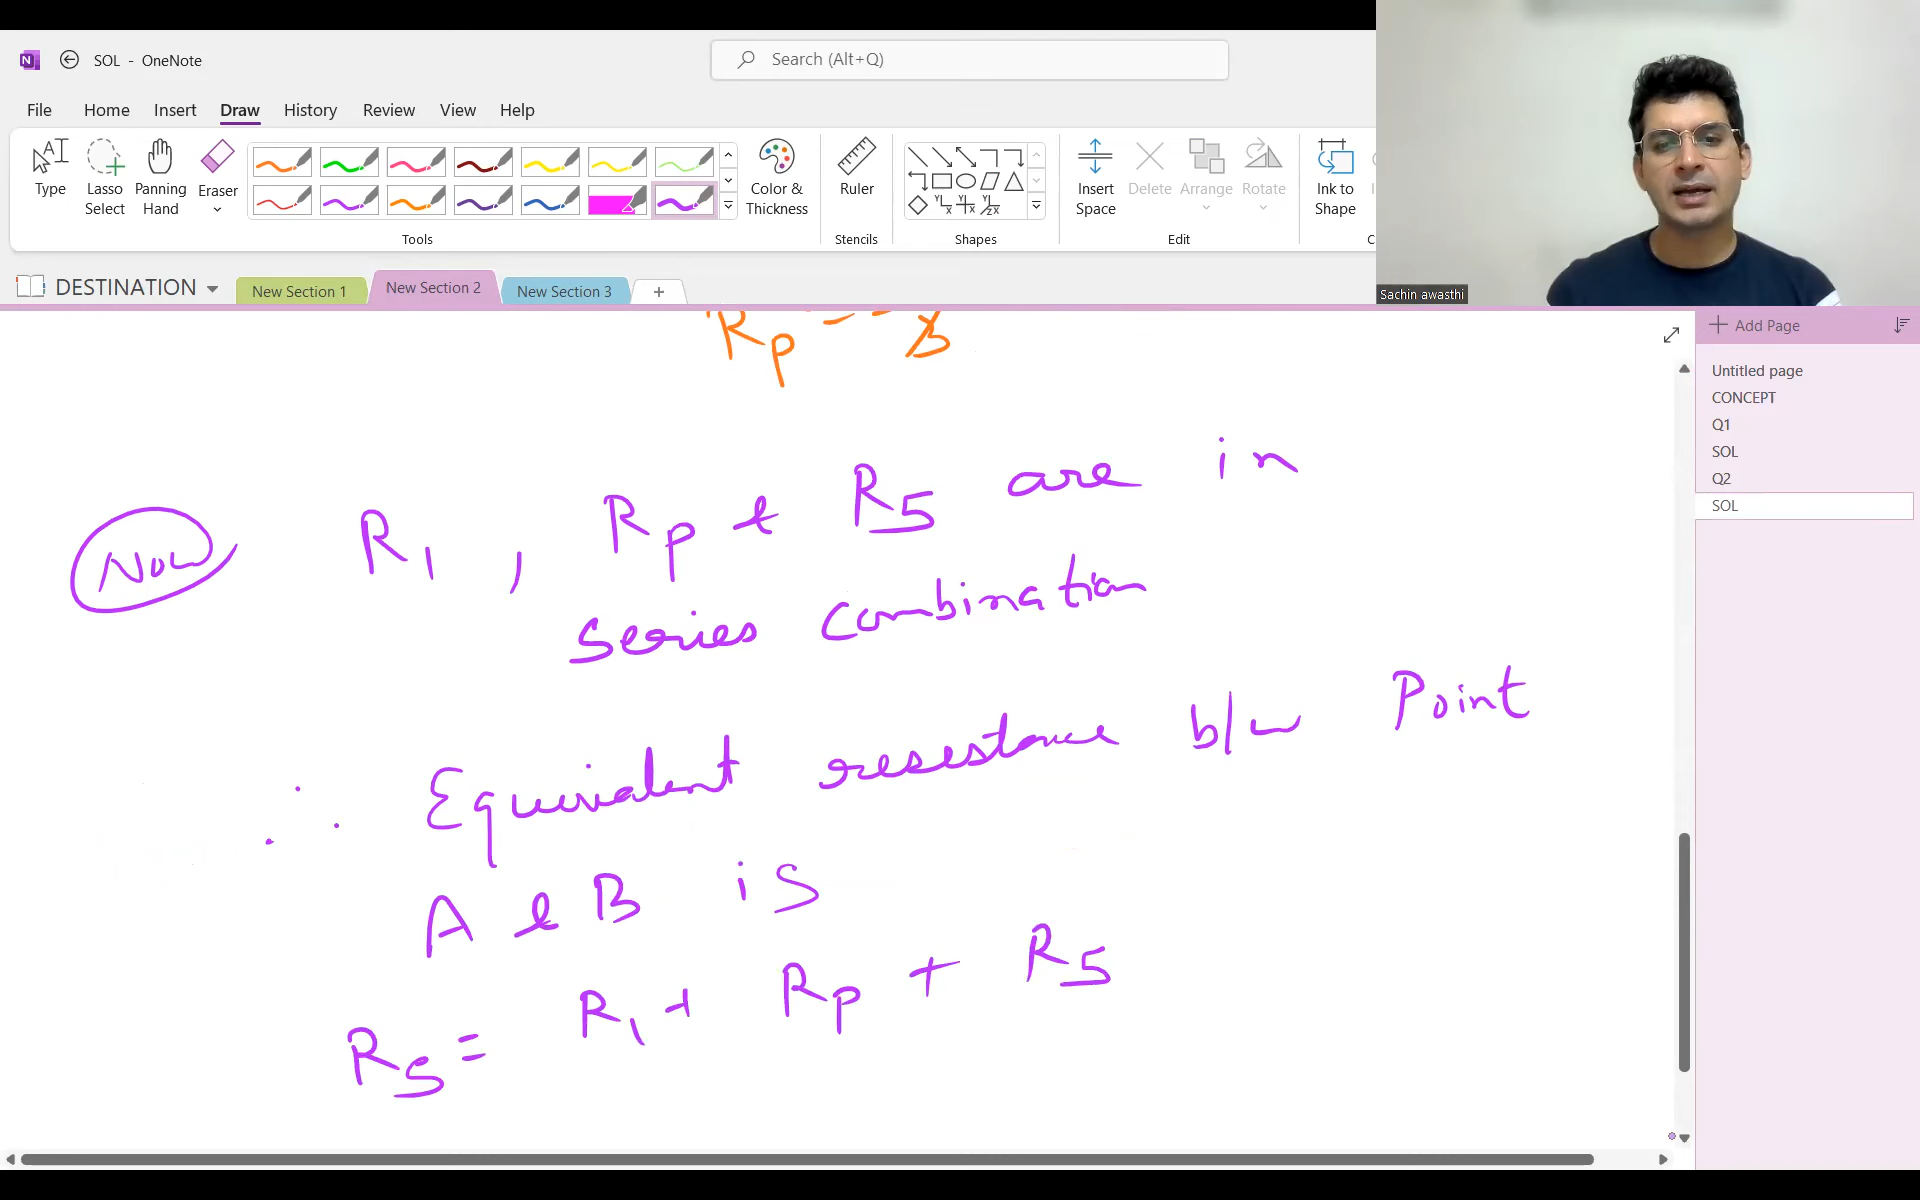 SOL - OneNote
Search (Alt+Q)
File Home Insert Draw History Review View Help
Type
Lasso Select
Panning Hand
Eraser
Color & Thickness
Ruler
Insert Space
Delete
Arrange
Rotate
Ink to Shape
Tools
Stencils
Shapes
Edit
Sachin awasthi
DESTINATION
New Section 1
New Section 2
New Section 3
Add Page
Untitled page
CONCEPT
Q1
SOL
Q2
SOL
Rp
Now R1, Rp & R5 are in
series combination
∴ Equivalent resestance b/w Point
A & B is
RS = R1 + Rp + R5